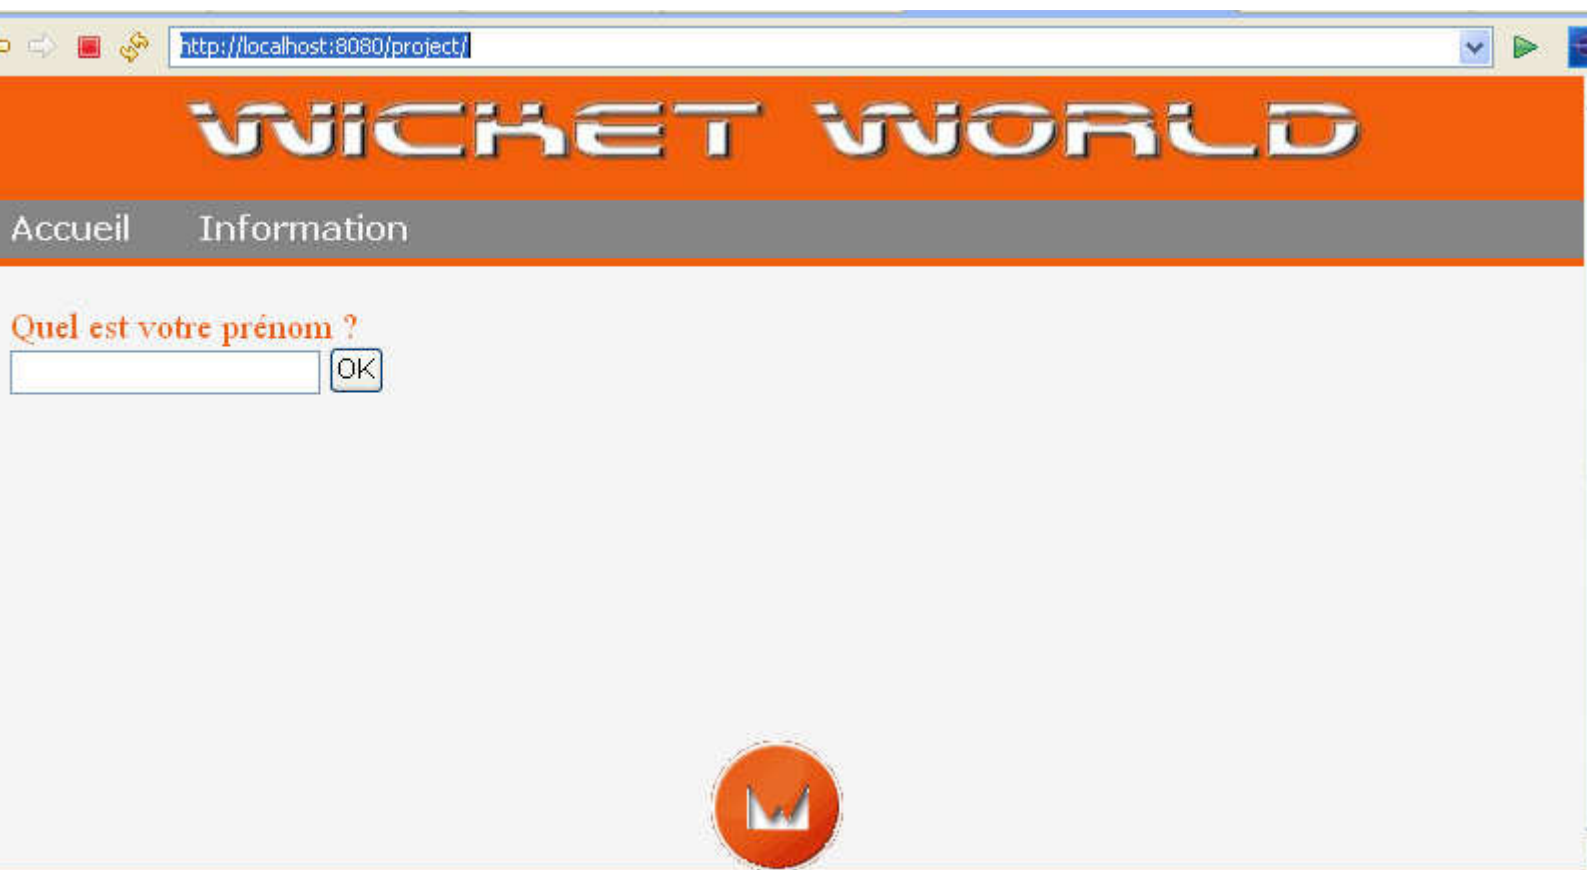 http://localhost:8080/project/
WICKET WORLD
Accueil Information
Quel est votre prénom ?
OK
W